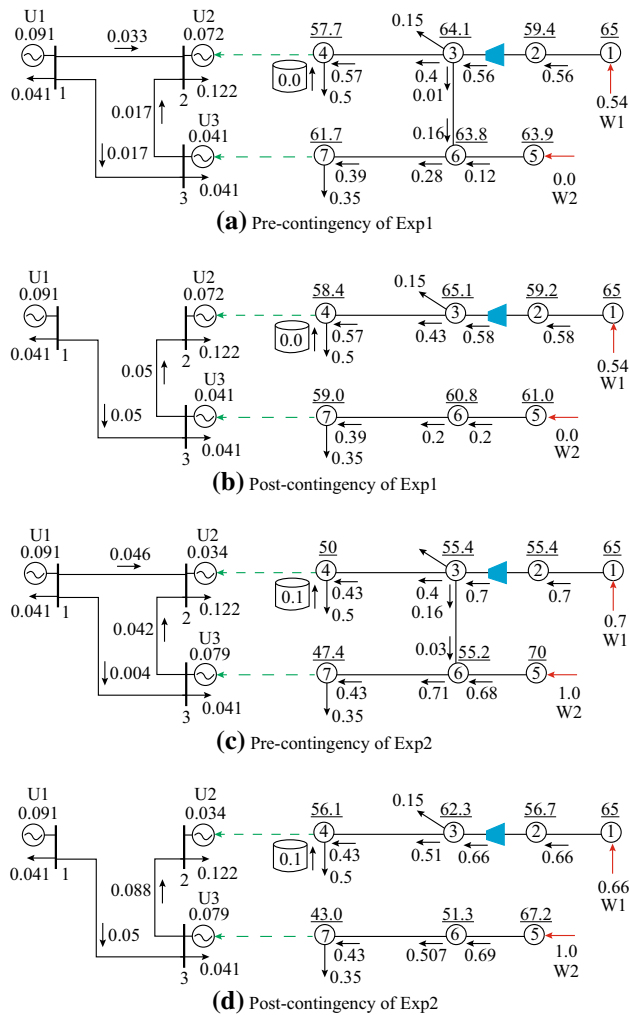 U1 U2 57.7 0.15 64.1 59.4 65
0.091 0.033 0.072 4 3 2 1
0.0 0.57 0.4 0.56 0.56
0.041 1 0.122 0.5 0.01 0.54
0.017 2 W1
U3
0.041 61.7 0.16 63.8 63.9
0.017 7 6 5
0.39 0.28 0.12 0.0
3 0.041 0.35 W2
(a) Pre-contingency of Exp1
U1 U2 58.4 0.15 65.1 59.2 65
0.091 0.072 4 3 2 1
0.0 0.57 0.43 0.58 0.58
0.041 1 0.122 0.5 0.54
0.05 2 W1
U3
0.041 59.0 60.8 61.0
0.05 7 6 5
0.39 0.2 0.2 0.0
3 0.041 0.35 W2
(b) Post-contingency of Exp1
U1 U2 50 55.4 55.4 65
0.091 0.046 0.034 4 3 2 1
0.1 0.43 0.4 0.7 0.7
0.041 1 0.122 0.5 0.16 0.7
0.042 2 W1
U3
0.079 47.4 0.03 55.2 70
0.004 7 6 5
0.43 0.71 0.68 1.0
3 0.041 0.35 W2
(c) Pre-contingency of Exp2
U1 U2 56.1 0.15 62.3 56.7 65
0.091 0.034 4 3 2 1
0.1 0.43 0.51 0.66 0.66
0.041 1 0.122 0.5 0.66
0.088 2 W1
U3
0.079 43.0 51.3 67.2
0.05 7 6 5
0.43 0.507 0.69 1.0
3 0.041 0.35 W2
(d) Post-contingency of Exp2